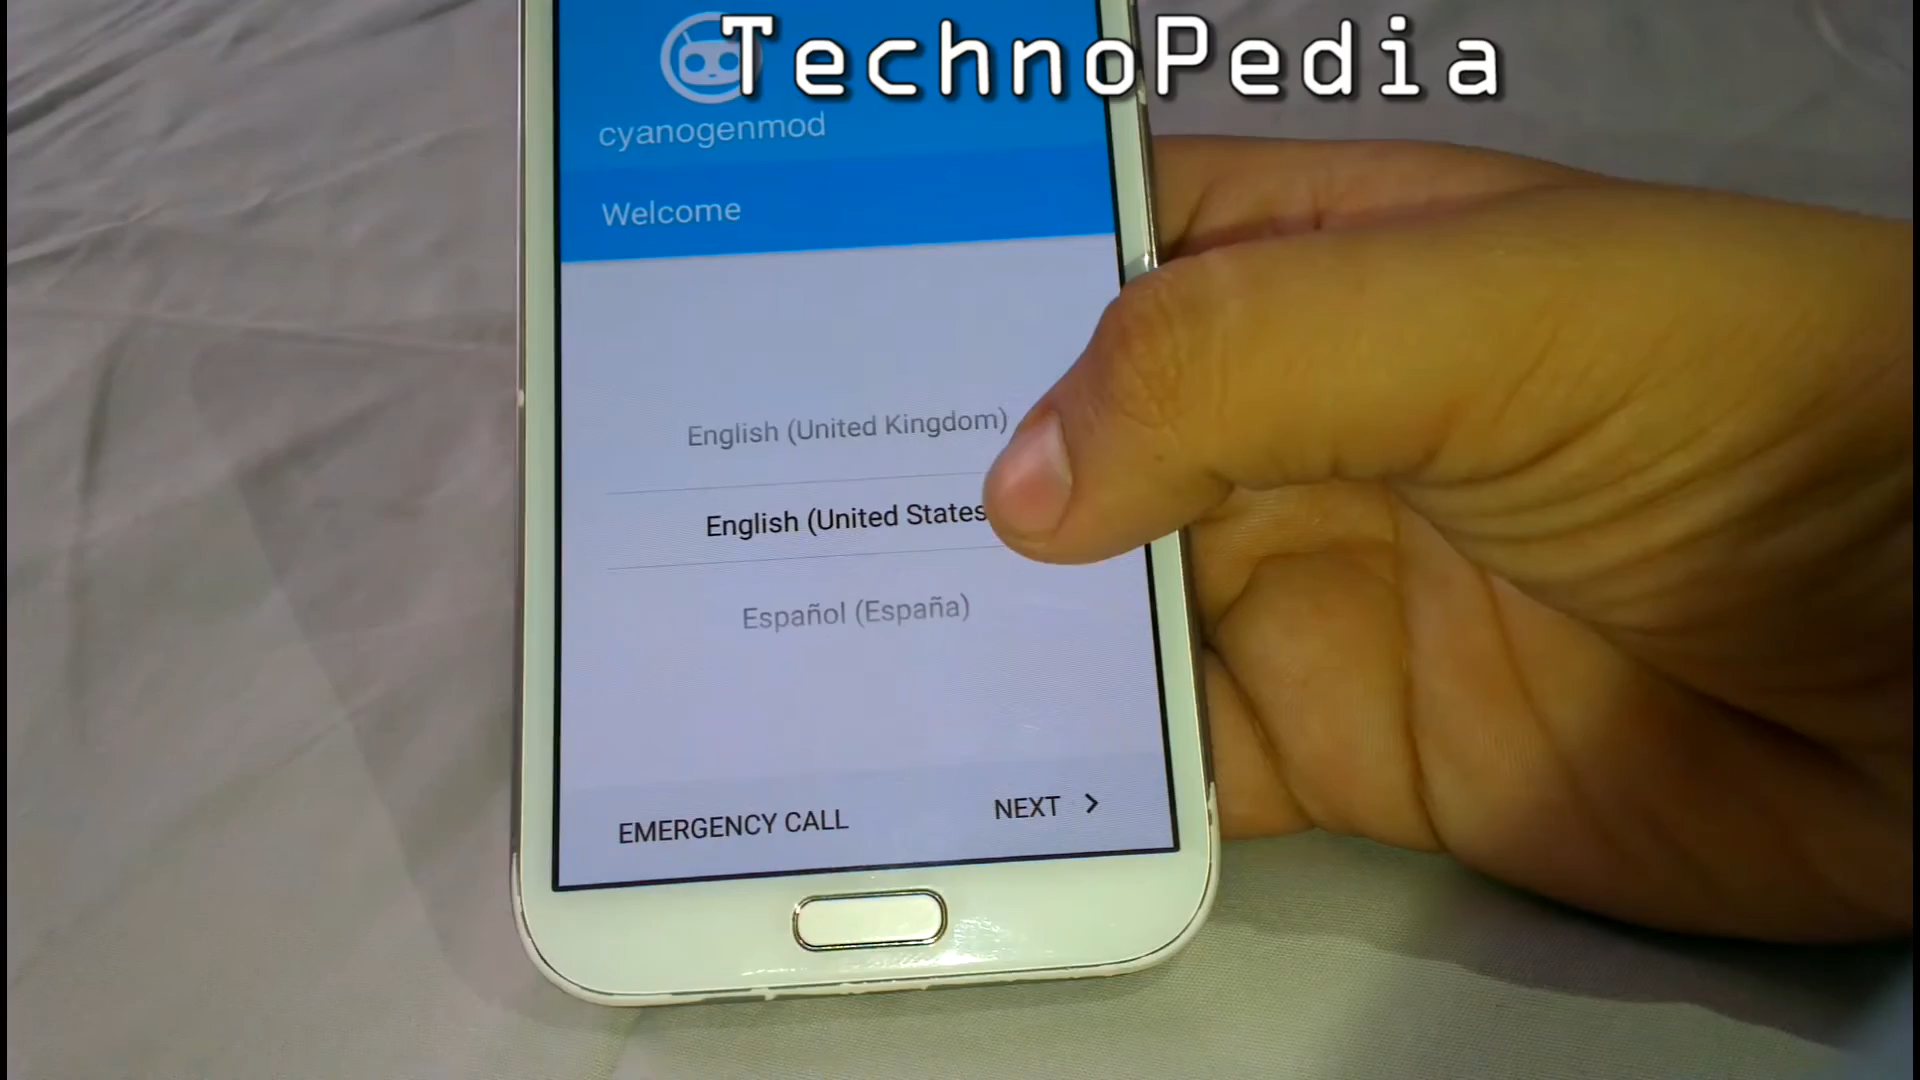 TechnoPedia
cyanogenmod
Welcome
English (United Kingdom)
English (United States
Español (España)
EMERGENCY CALL
NEXT >